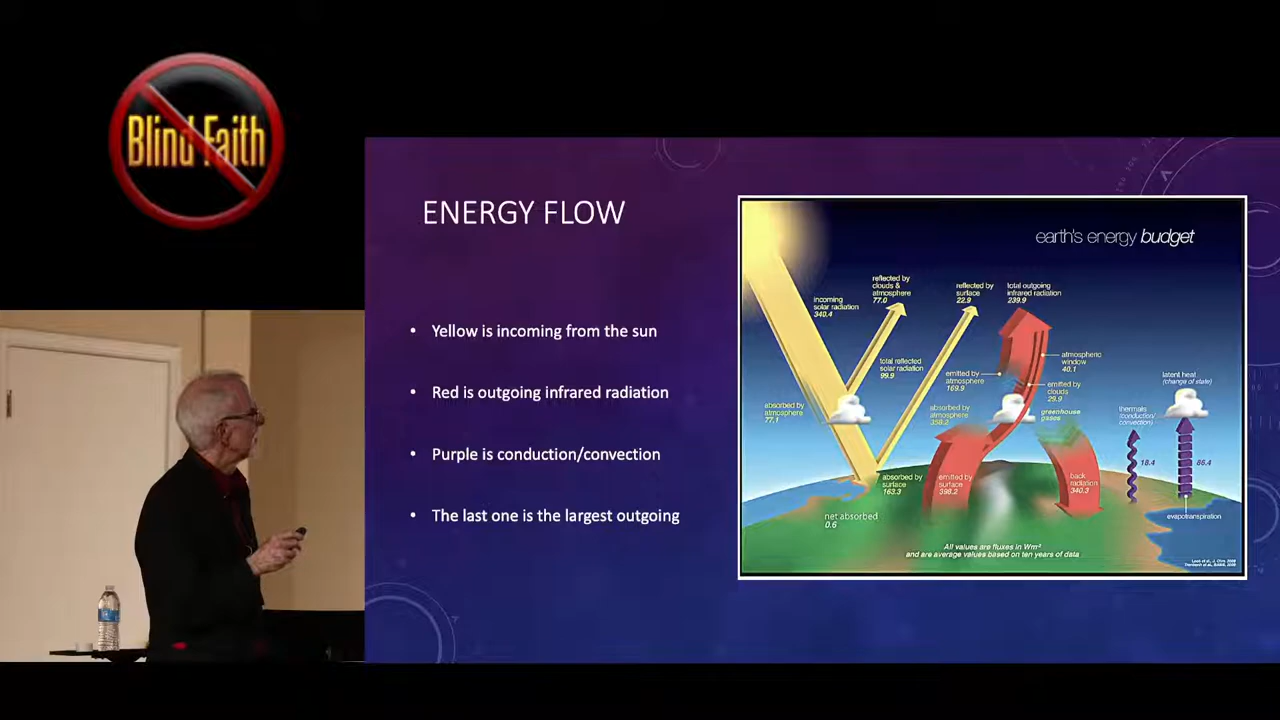 Blind Faith
ENERGY FLOW
• Yellow is incoming from the sun
• Red is outgoing infrared radiation
• Purple is conduction/convection
• The last one is the largest outgoing
earth's energy budget
incoming
solar radiation
340.4
reflected by
clouds &
atmosphere
77.0
reflected by
surface
22.9
total outgoing
infrared radiation
239.9
total reflected
solar radiation
99.9
atmospheric
window
40.1
emitted by
atmosphere
169.9
emitted by
clouds
29.9
latent heat
(change of state)
absorbed by
atmosphere
77.1
absorbed by
atmosphere
358.2
greenhouse
gases
thermals
(conduction/
convection)
absorbed by
surface
163.3
emitted by
surface
398.2
back
radiation
340.3
18.4
86.4
evapotranspiration
net absorbed
0.6
All values are fluxes in Wm-²
and are average values based on ten years of data